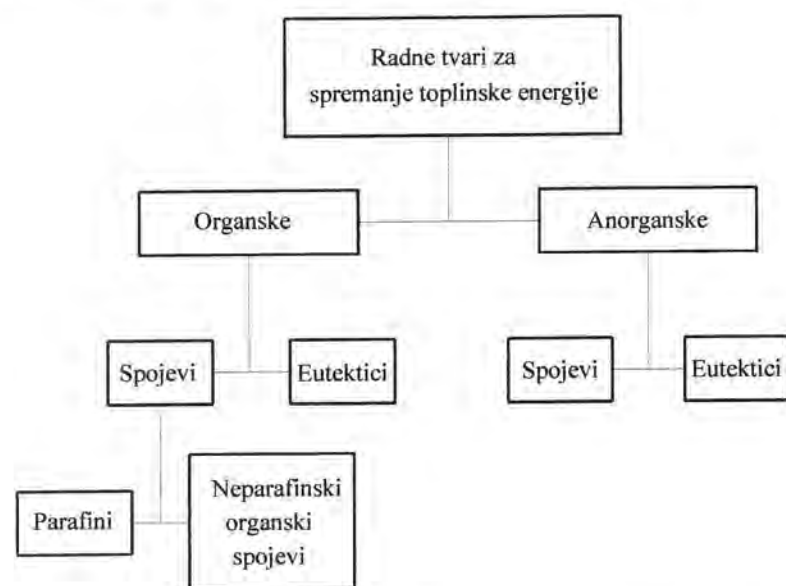 Radne tvari za
spremanje toplinske energije
Organske
Anorganske
Spojevi
Eutektici
Spojevi
Eutektici
Parafini
Neparafinski
organski
spojevi